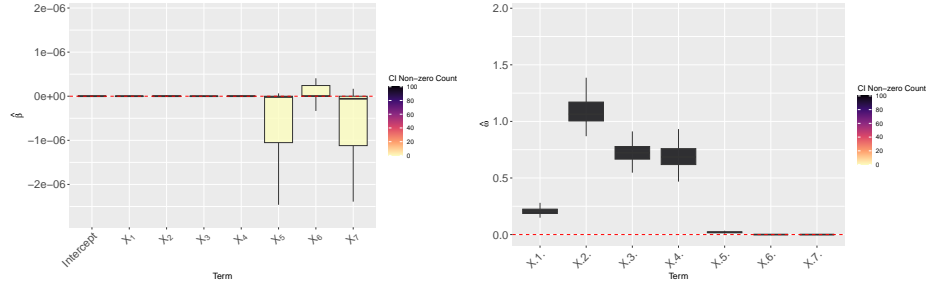 2e−06
1e−06
0e+00
−1e−06
−2e−06
β̂
Intercept
X1
X2
X3
X4
X5
X6
X7
Term
CI Non−zero Count
100
80
60
40
20
0
2.0
1.5
1.0
0.5
0.0
ω̂
X.1.
X.2.
X.3.
X.4.
X.5.
X.6.
X.7.
Term
CI Non−zero Count
100
80
60
40
20
0